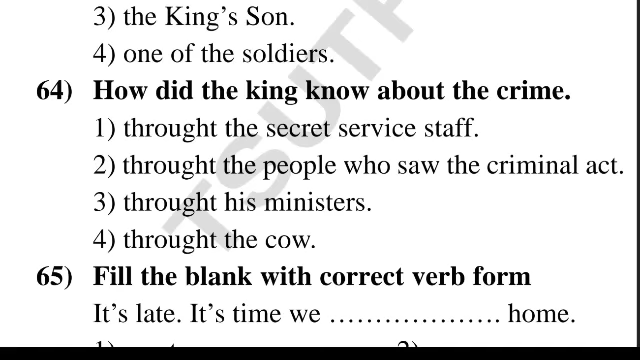 3) the King's Son.
4) one of the soldiers.
64) How did the king know about the crime.
1) throught the secret service staff.
2) throught the people who saw the criminal act.
3) throught his ministers.
4) throught the cow.
65) Fill the blank with correct verb form
It's late. It's time we ………………. home.
1)
2)